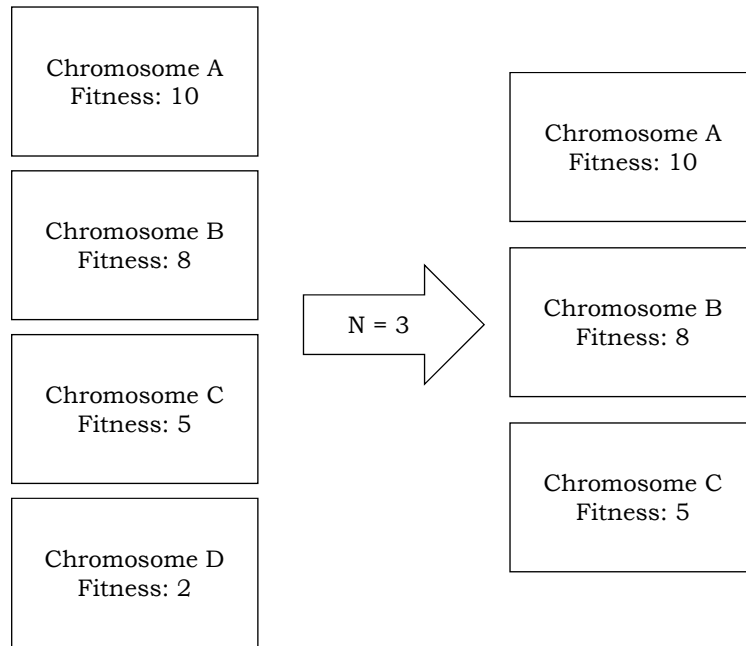 Chromosome A
Fitness: 10
Chromosome B
Fitness: 8
Chromosome C
Fitness: 5
Chromosome D
Fitness: 2
N = 3
Chromosome A
Fitness: 10
Chromosome B
Fitness: 8
Chromosome C
Fitness: 5